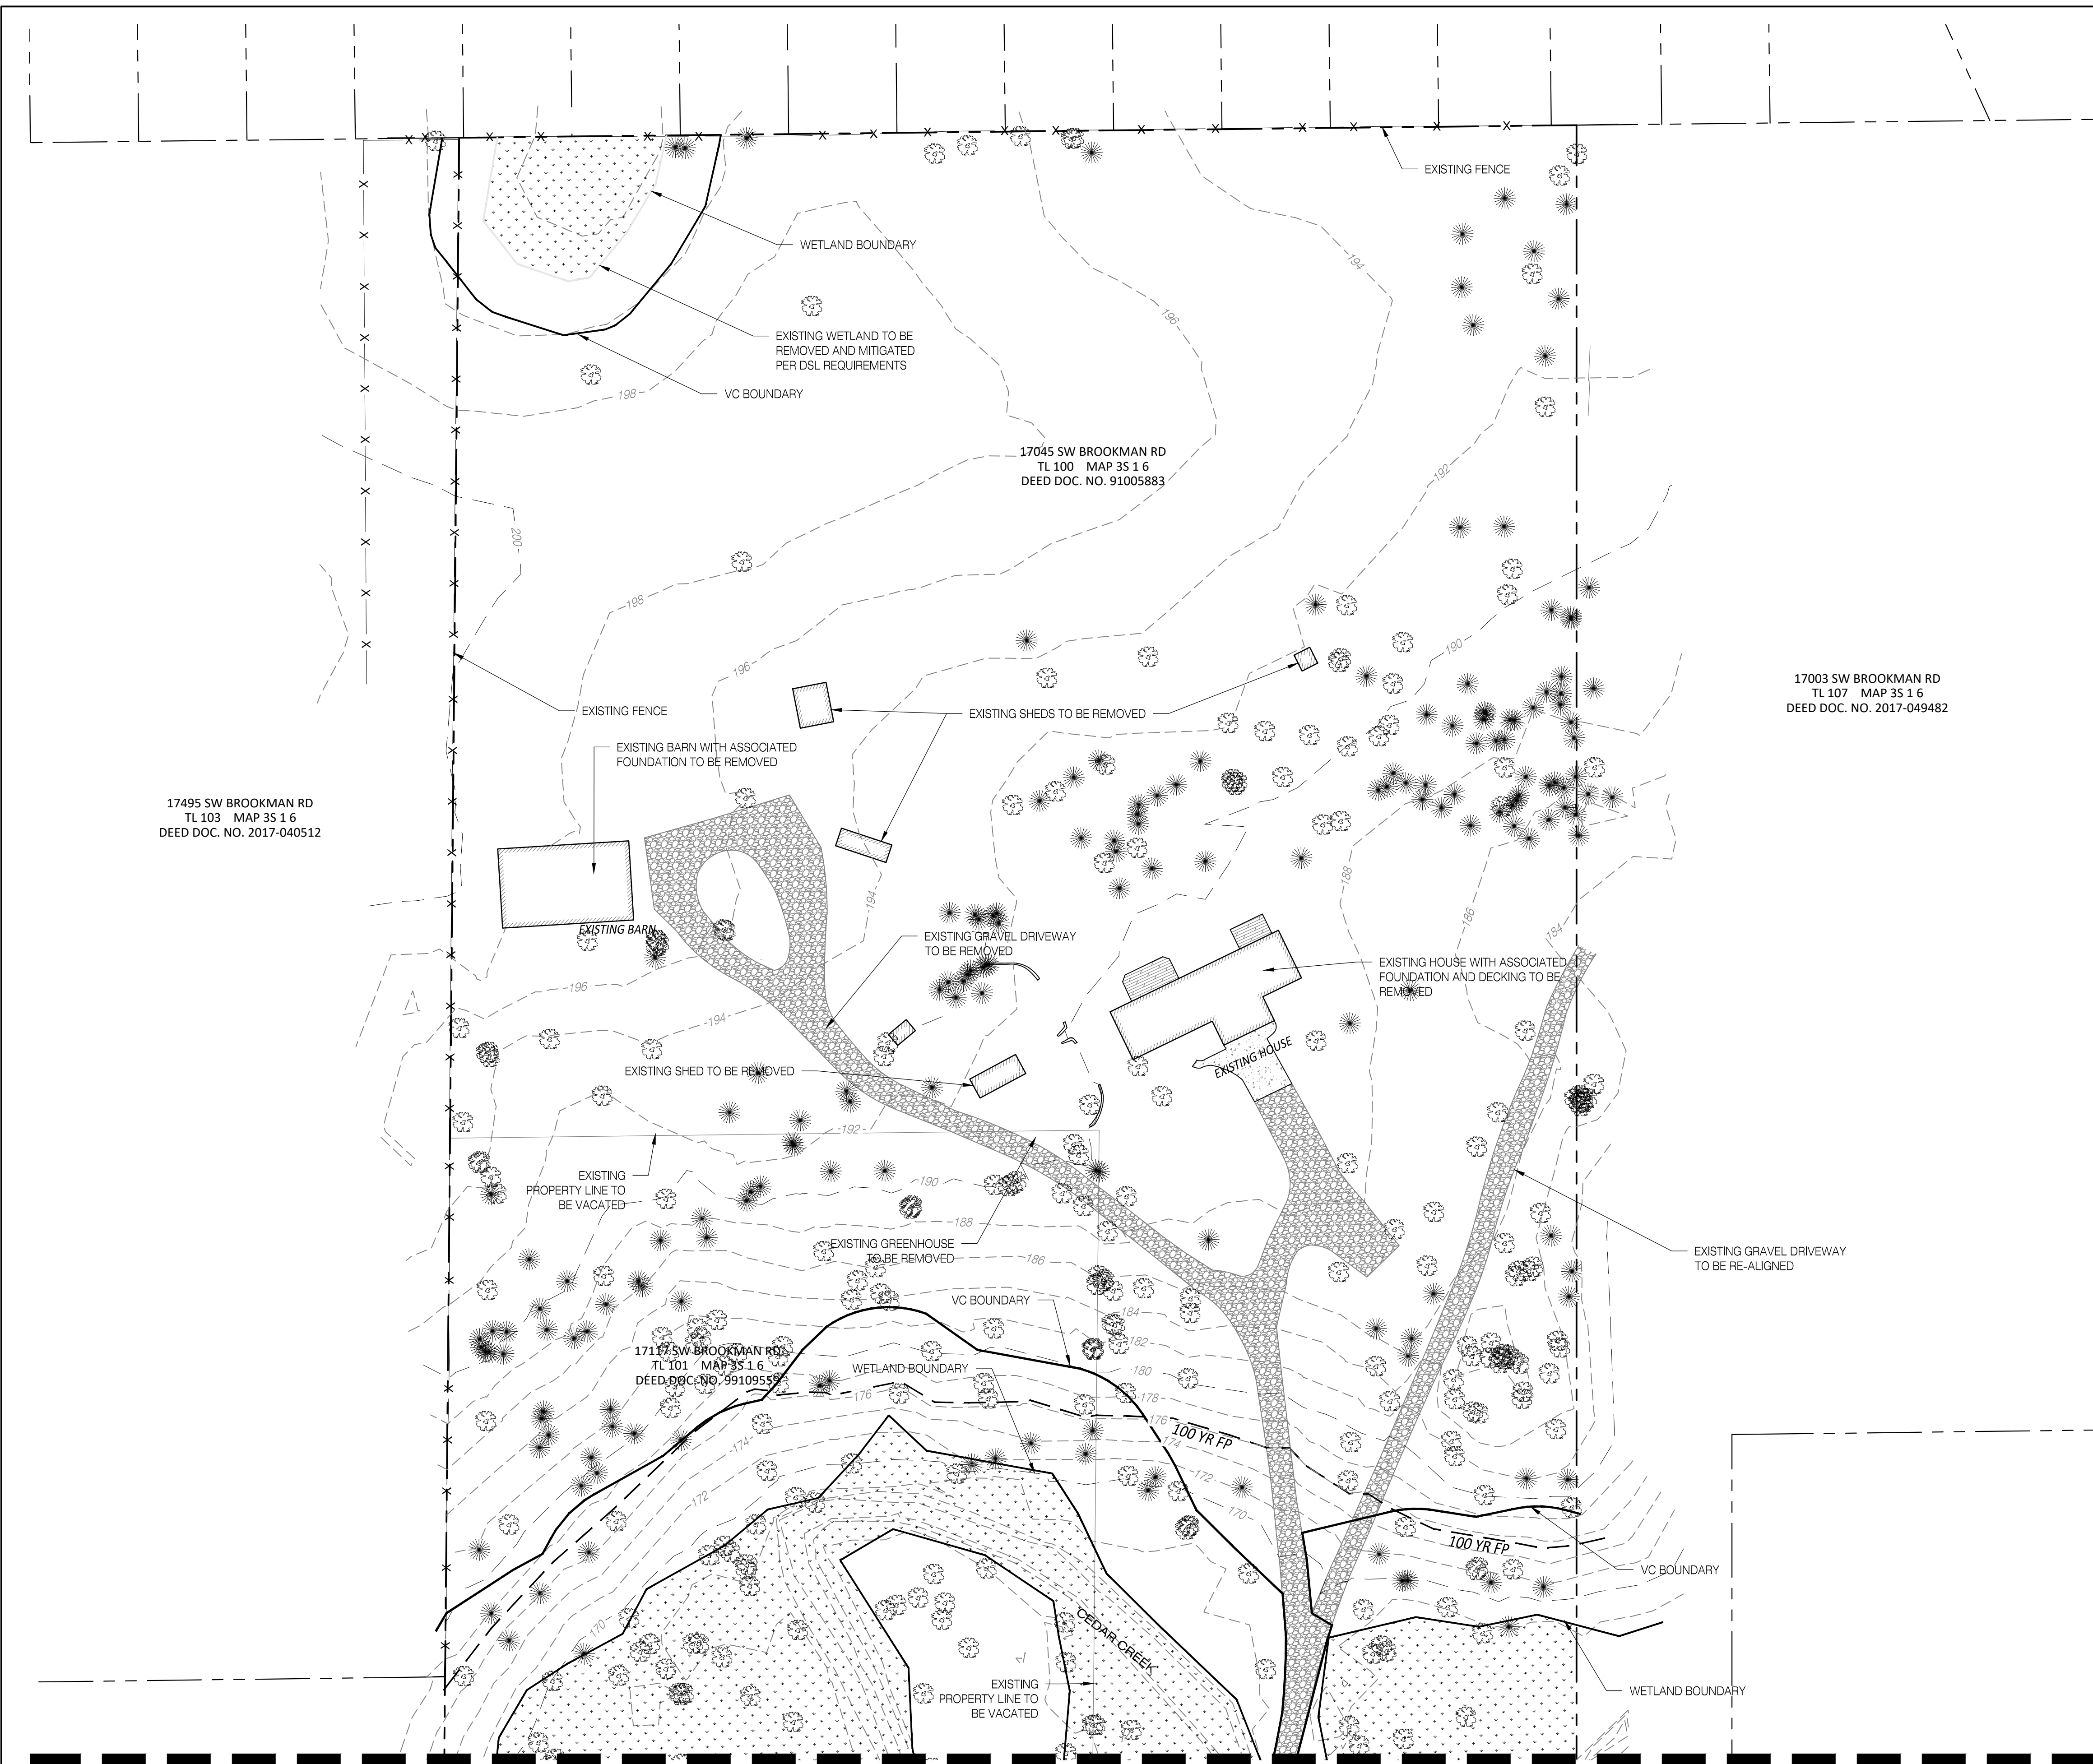 EXISTING FENCE
WETLAND BOUNDARY
194
196
EXISTING WETLAND TO BE
REMOVED AND MITIGATED
PER DSL REQUIREMENTS
198
VC BOUNDARY
17045 SW BROOKMAN RD
TL 100 MAP 3S 1 6
DEED DOC. NO. 91005883
192
200
198
190
196
17003 SW BROOKMAN RD
TL 107 MAP 3S 1 6
DEED DOC. NO. 2017-049482
EXISTING FENCE
EXISTING SHEDS TO BE REMOVED
EXISTING BARN WITH ASSOCIATED
FOUNDATION TO BE REMOVED
17495 SW BROOKMAN RD
TL 103 MAP 3S 1 6
DEED DOC. NO. 2017-040512
188
194
186
EXISTING BARN
EXISTING GRAVEL DRIVEWAY
TO BE REMOVED
184
EXISTING HOUSE WITH ASSOCIATED
FOUNDATION AND DECKING TO BE
REMOVED
196
194
EXISTING HOUSE
EXISTING SHED TO BE REMOVED
192
EXISTING
PROPERTY LINE TO
BE VACATED
190
188
EXISTING GREENHOUSE
TO BE REMOVED
186
EXISTING GRAVEL DRIVEWAY
TO BE RE-ALIGNED
VC BOUNDARY
184
182
17117 SW BROOKMAN RD
TL 101 MAP 3S 1 6
DEED DOC. NO. 99109559
WETLAND BOUNDARY
180
178
176
176
100 YR FP
174
174
172
172
170
100 YR FP
VC BOUNDARY
170
CEDAR CREEK
EXISTING
PROPERTY LINE TO
BE VACATED
WETLAND BOUNDARY